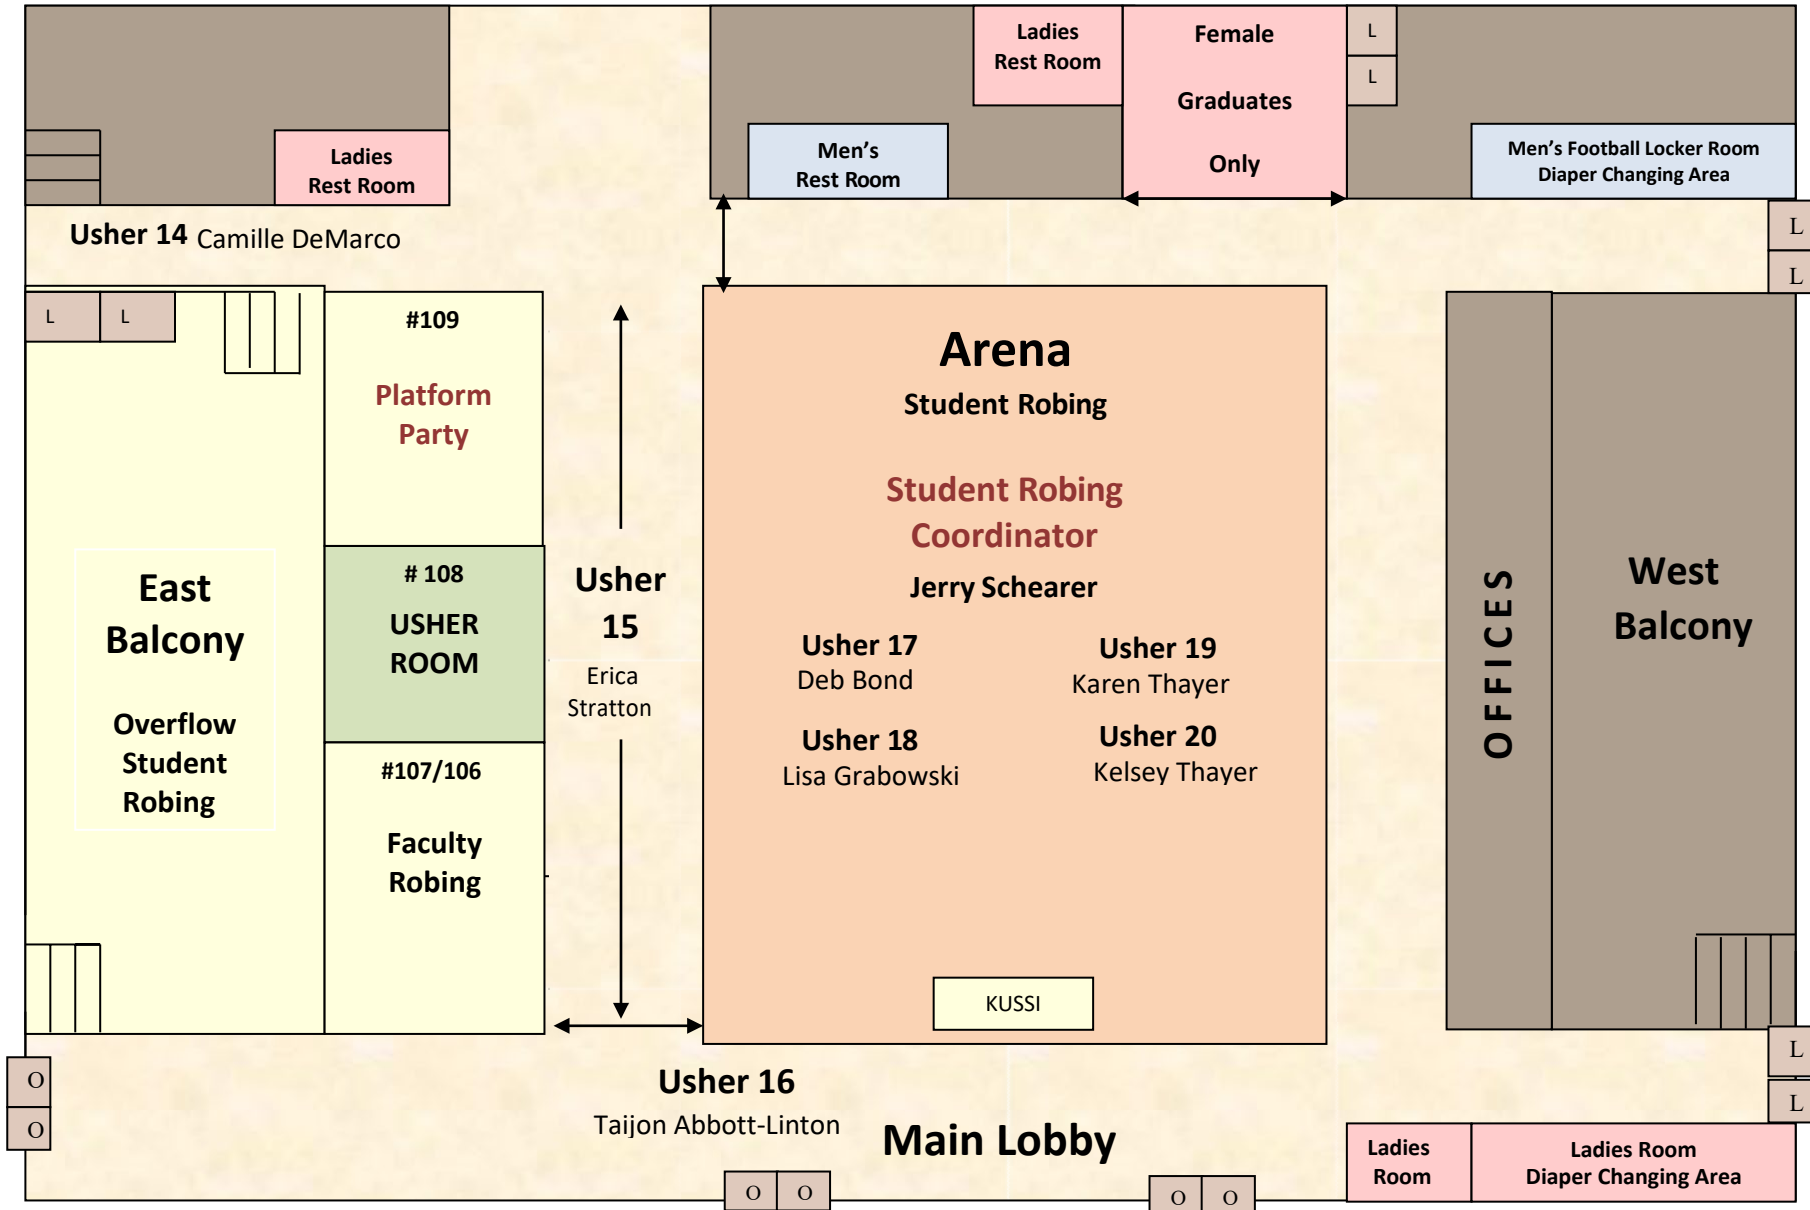 Ladies
Rest Room
Female
Graduates
Only
L
L
Ladies
Rest Room
Men’s
Rest Room
Men’s Football Locker Room
Diaper Changing Area
Usher 14 Camille DeMarco
L
L
L
L
#109
Platform
Party
East
Balcony
Overflow
Student
Robing
# 108
USHER
ROOM
#107/106
Faculty
Robing
Usher
15
Erica
Stratton
Arena
Student Robing
Student Robing
Coordinator
Jerry Schearer
Usher 17
Deb Bond
Usher 19
Karen Thayer
Usher 18
Lisa Grabowski
Usher 20
Kelsey Thayer
KUSSI
OFFICES
West
Balcony
O
O
Usher 16
Taijon Abbott-Linton
Main Lobby
L
L
O
O
O
O
Ladies
Room
Ladies Room
Diaper Changing Area